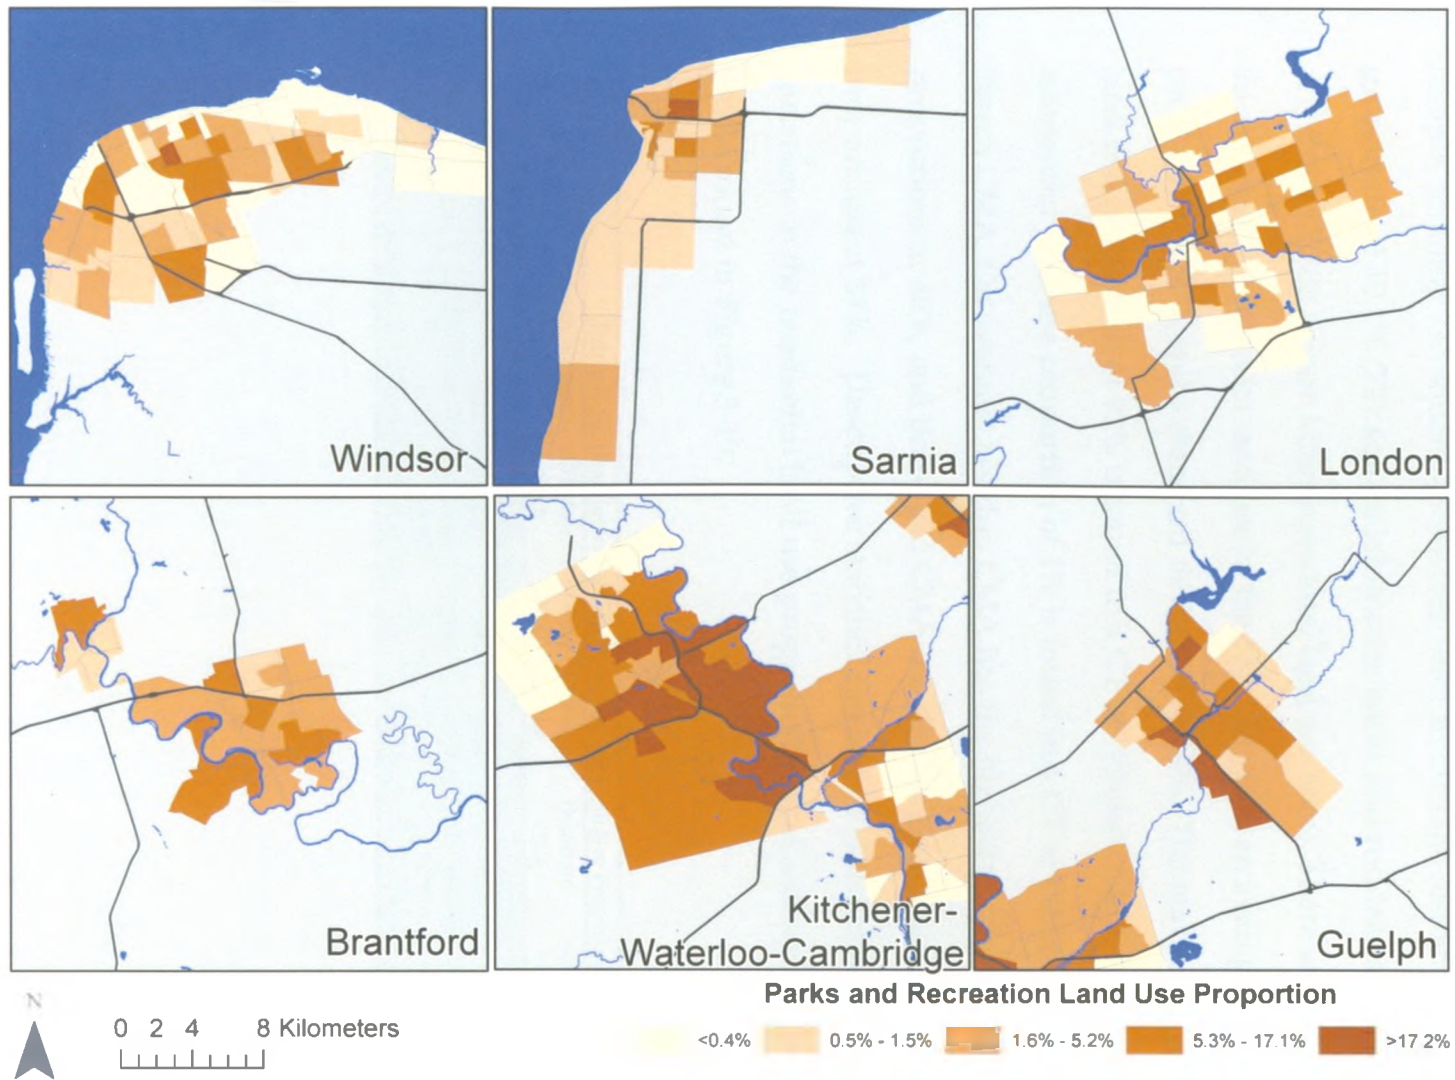 Windsor
Sarnia
London
Brantford
Kitchener-
Waterloo-Cambridge
Guelph
N
0 2 4 8 Kilometers
Parks and Recreation Land Use Proportion
<0.4% 0.5% - 1.5% 1.6% - 5.2% 5.3% - 17.1% >17 2%